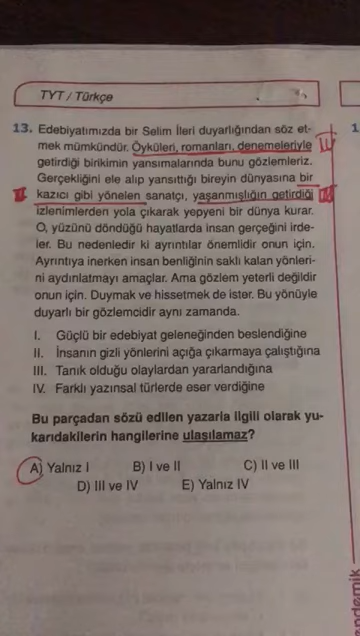 TYT / Türkçe
13. Edebiyatımızda bir Selim İleri duyarlığından söz et-
mek mümkündür. Öyküleri, romanları, denemeleriyle IV
getirdiği birikimin yansımalarında bunu gözlemleriz.
Gerçekliğini ele alıp yansıttığı bireyin dünyasına bir
II kazıcı gibi yönelen sanatçı, yaşanmışlığın getirdiği III
izlenimlerden yola çıkarak yepyeni bir dünya kurar.
O, yüzünü döndüğü hayatlarda insan gerçeğini irde-
ler. Bu nedenledir ki ayrıntılar önemlidir onun için.
Ayrıntıya inerken insan benliğinin saklı kalan yönleri-
ni aydınlatmayı amaçlar. Ama gözlem yeterli değildir
onun için. Duymak ve hissetmek de ister. Bu yönüyle
duyarlı bir gözlemcidir aynı zamanda.
I. Güçlü bir edebiyat geleneğinden beslendiğine
II. İnsanın gizli yönlerini açığa çıkarmaya çalıştığına
III. Tanık olduğu olaylardan yararlandığına
IV. Farklı yazınsal türlerde eser verdiğine
Bu parçadan sözü edilen yazarla ilgili olarak yu-
karıdakilerin hangilerine ulaşılamaz?
A) Yalnız I B) I ve II C) II ve III
D) III ve IV E) Yalnız IV
1